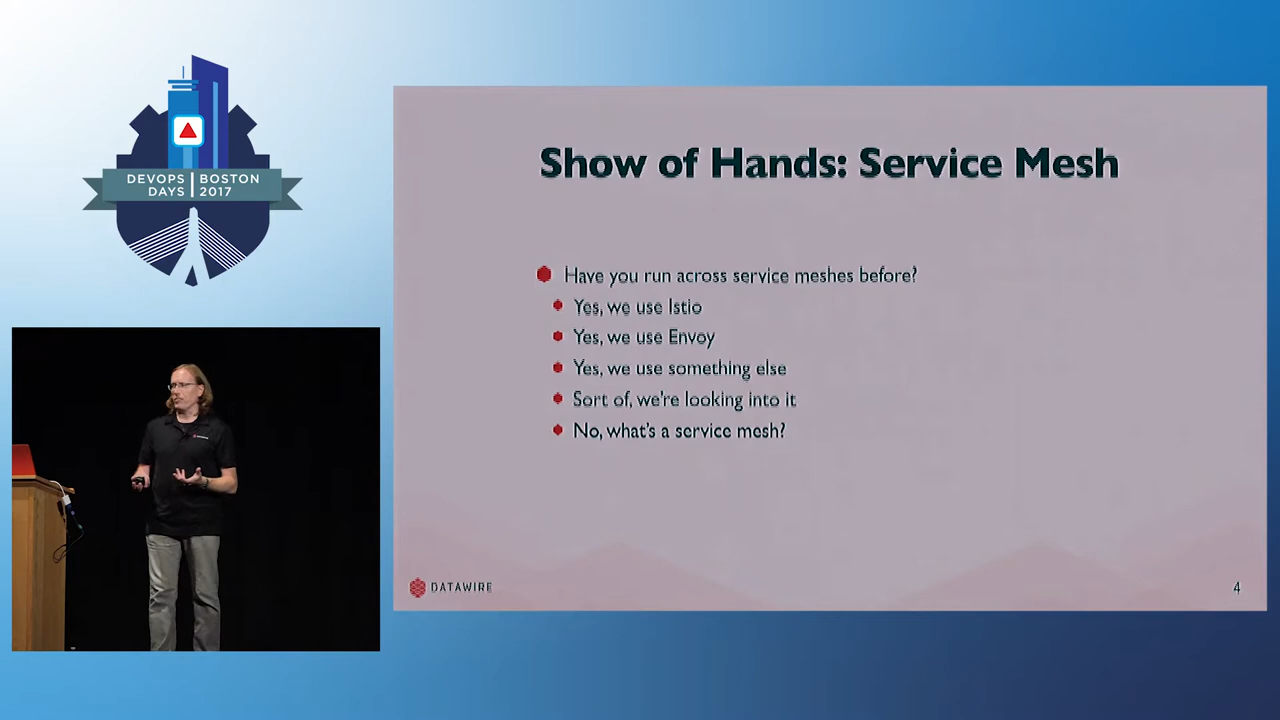 DEVOPS BOSTON
DAYS 2017
Show of Hands: Service Mesh
Have you run across service meshes before?
Yes, we use Istio
Yes, we use Envoy
Yes, we use something else
Sort of, we're looking into it
No, what's a service mesh?
DATAWIRE
4